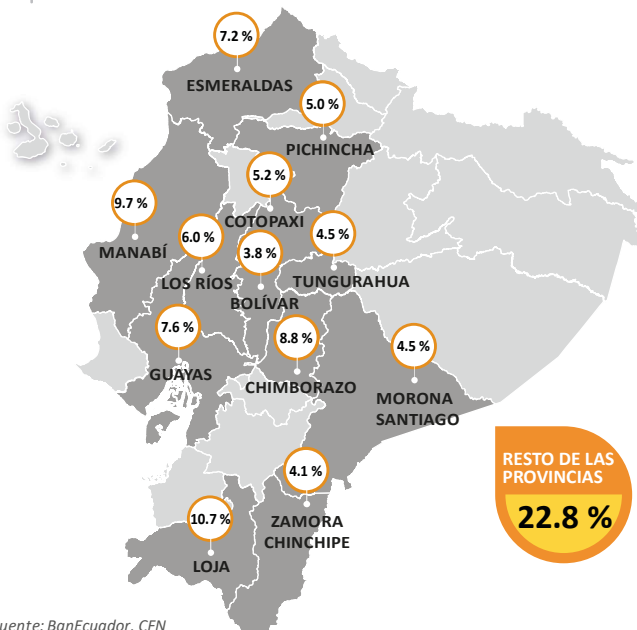 7.2 %
ESMERALDAS
5.0 %
PICHINCHA
5.2 %
COTOPAXI
9.7 %
MANABÍ
6.0 %
LOS RÍOS
3.8 %
BOLÍVAR
4.5 %
TUNGURAHUA
7.6 %
GUAYAS
8.8 %
CHIMBORAZO
4.5 %
MORONA
SANTIAGO
4.1 %
ZAMORA
CHINCHIPE
10.7 %
LOJA
RESTO DE LAS
PROVINCIAS
22.8 %
uente: BanEcuador, CFN